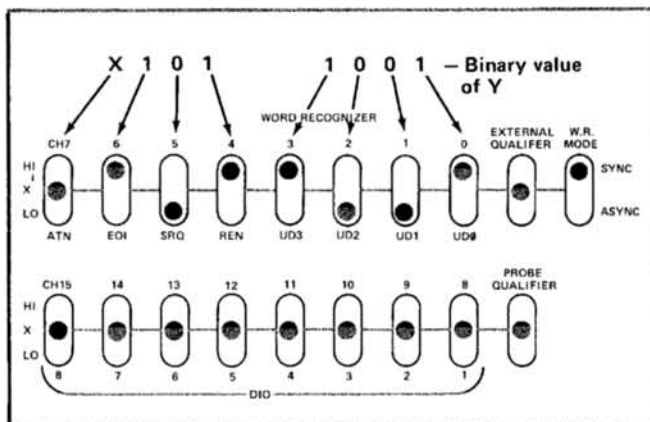 X 1 0 1 1 0 0 1 – Binary value
of Y
WORD RECOGNIZER
CH7 6 5 4 3 2 1 0 EXTERNAL QUALIFER W.R. MODE
HI
X
LO
SYNC
ASYNC
ATN EOI SRQ REN UD3 UD2 UD1 UD0
CH15 14 13 12 11 10 9 8 PROBE QUALIFIER
HI
X
LO
8 7 6 5 4 3 2 1
DIO